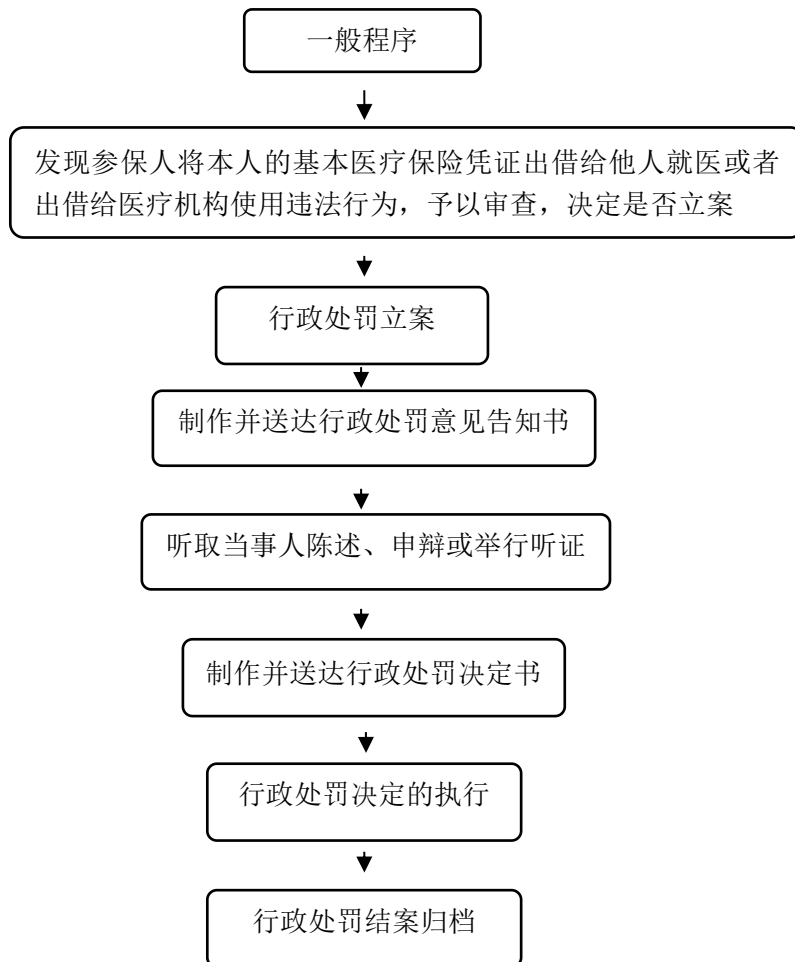 一般程序
发现参保人将本人的基本医疗保险凭证出借给他人就医或者
出借给医疗机构使用违法行为，予以审查，决定是否立案
行政处罚立案
制作并送达行政处罚意见告知书
听取当事人陈述、申辩或举行听证
制作并送达行政处罚决定书
行政处罚决定的执行
行政处罚结案归档